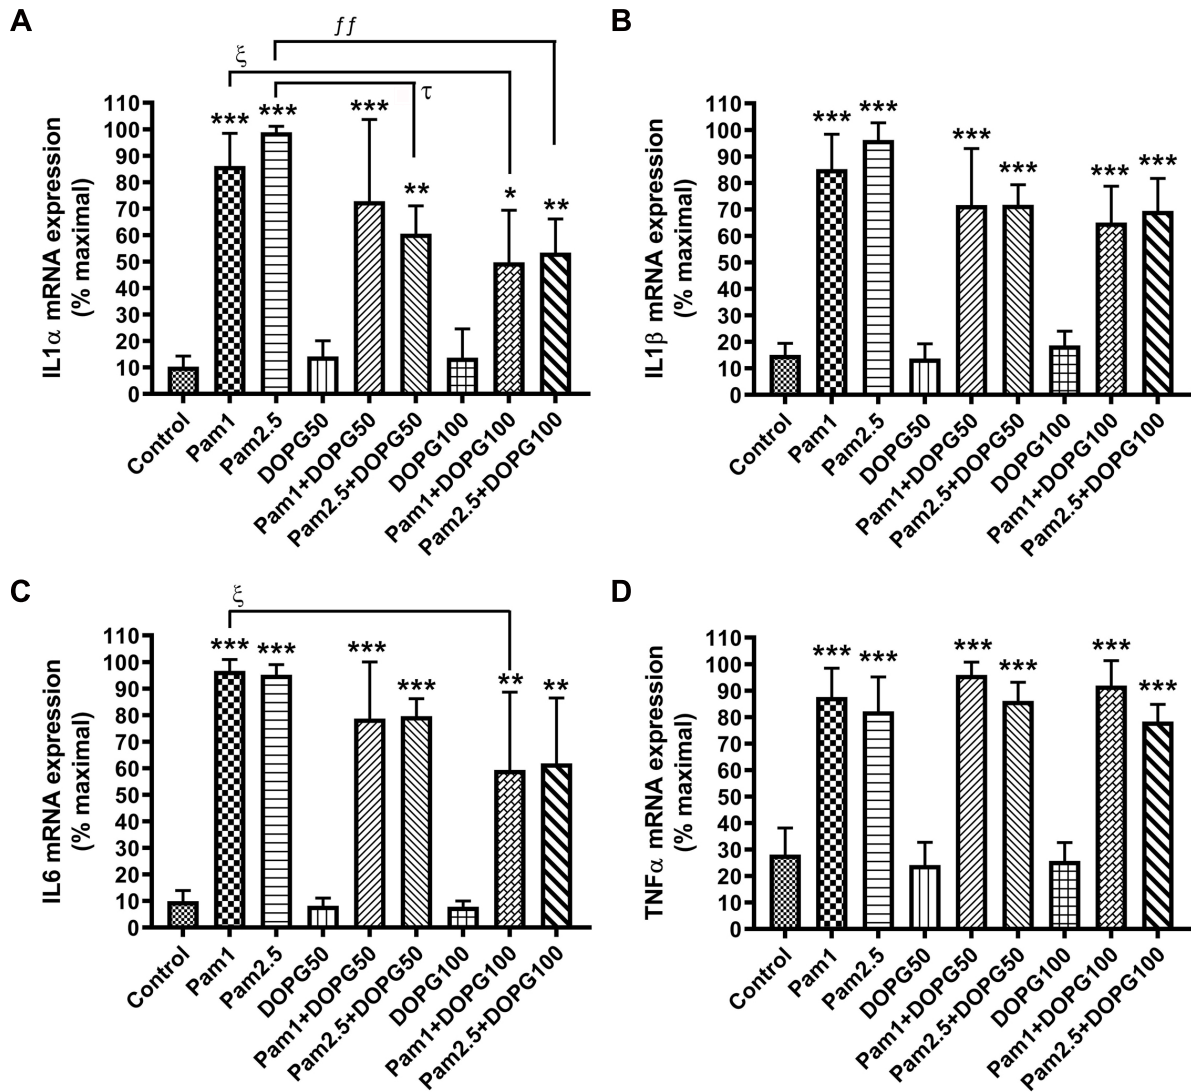 A
ƒƒ
ξ
τ
*** *** *** ** * **
IL1α mRNA expression
(% maximal)
110
100
90
80
70
60
50
40
30
20
10
0
Control
Pam1
Pam2.5
DOPG50
Pam1+DOPG50
Pam2.5+DOPG50
DOPG100
Pam1+DOPG100
Pam2.5+DOPG100
B
*** *** *** *** *** ***
IL1β mRNA expression
(% maximal)
110
100
90
80
70
60
50
40
30
20
10
0
Control
Pam1
Pam2.5
DOPG50
Pam1+DOPG50
Pam2.5+DOPG50
DOPG100
Pam1+DOPG100
Pam2.5+DOPG100
C
ξ
*** *** *** *** ** **
IL6 mRNA expression
(% maximal)
110
100
90
80
70
60
50
40
30
20
10
0
Control
Pam1
Pam2.5
DOPG50
Pam1+DOPG50
Pam2.5+DOPG50
DOPG100
Pam1+DOPG100
Pam2.5+DOPG100
D
*** *** *** *** *** ***
TNFα mRNA expression
(% maximal)
110
100
90
80
70
60
50
40
30
20
10
0
Control
Pam1
Pam2.5
DOPG50
Pam1+DOPG50
Pam2.5+DOPG50
DOPG100
Pam1+DOPG100
Pam2.5+DOPG100